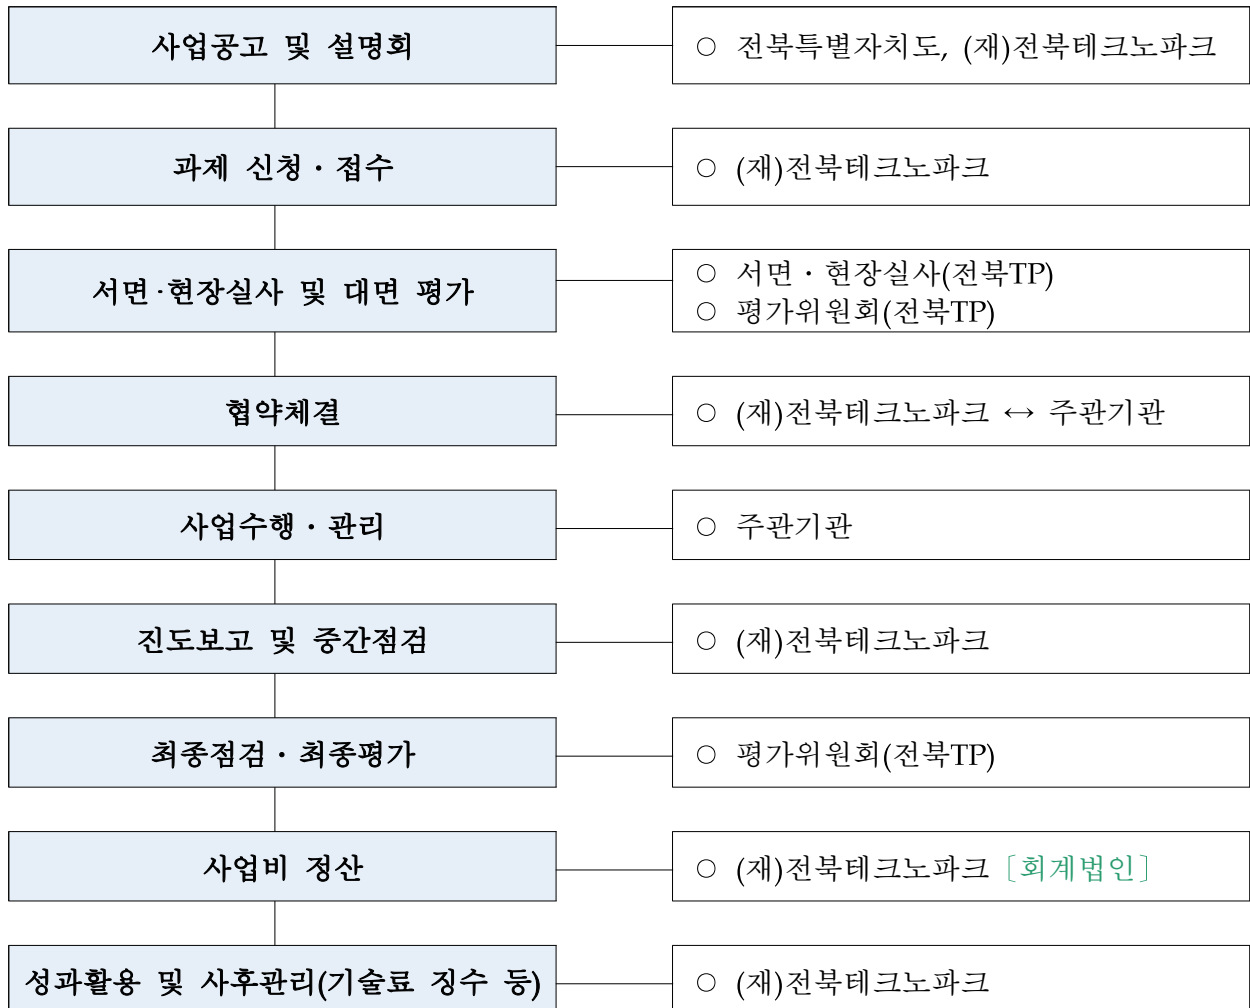 사업공고 및 설명회
○ 전북특별자치도, (재)전북테크노파크
과제 신청·접수
○ (재)전북테크노파크
서면·현장실사 및 대면 평가
○ 서면·현장실사(전북TP)
○ 평가위원회(전북TP)
협약체결
○ (재)전북테크노파크 ↔ 주관기관
사업수행·관리
○ 주관기관
진도보고 및 중간점검
○ (재)전북테크노파크
최종점검·최종평가
○ 평가위원회(전북TP)
사업비 정산
○ (재)전북테크노파크 [회계법인]
성과활용 및 사후관리(기술료 징수 등)
○ (재)전북테크노파크